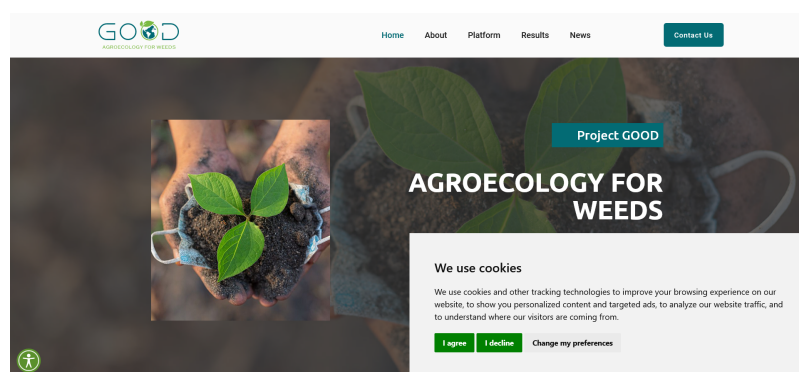 GOOD
AGROECOLOGY FOR WEEDS
Home About Platform Results News
Contact Us
Project GOOD
AGROECOLOGY FOR
WEEDS
We use cookies
We use cookies and other tracking technologies to improve your browsing experience on our
website, to show you personalized content and targeted ads, to analyze our website traffic, and
to understand where our visitors are coming from.
I agree I decline Change my preferences